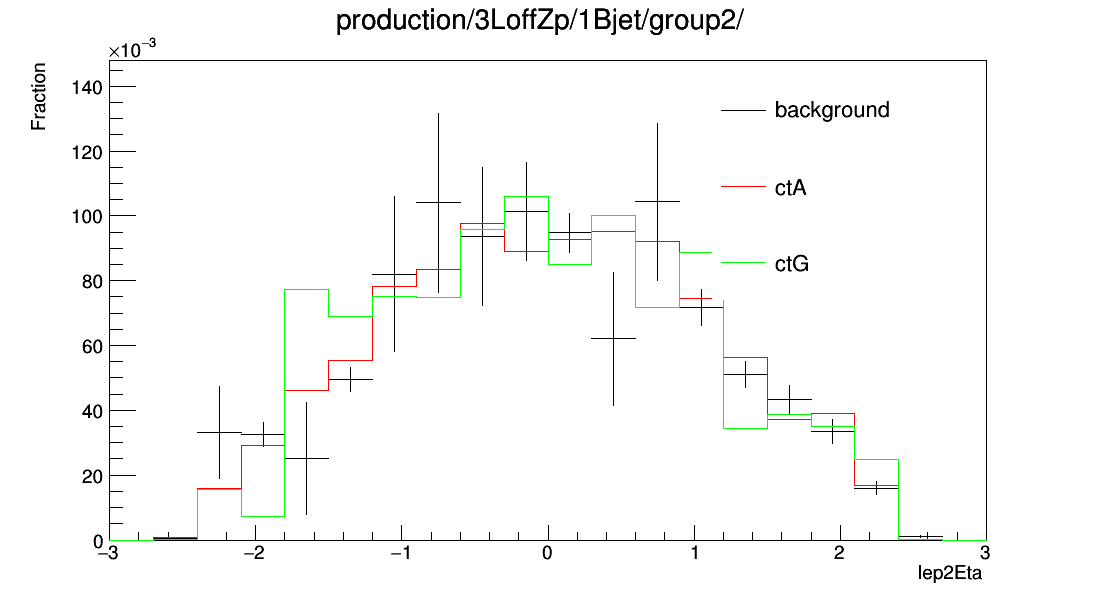 production/3LoffZp/1Bjet/group2/
×10⁻³
Fraction
140
120
100
80
60
40
20
0
background
ctA
ctG
−3
−2
−1
0
1
2
3
lep2Eta